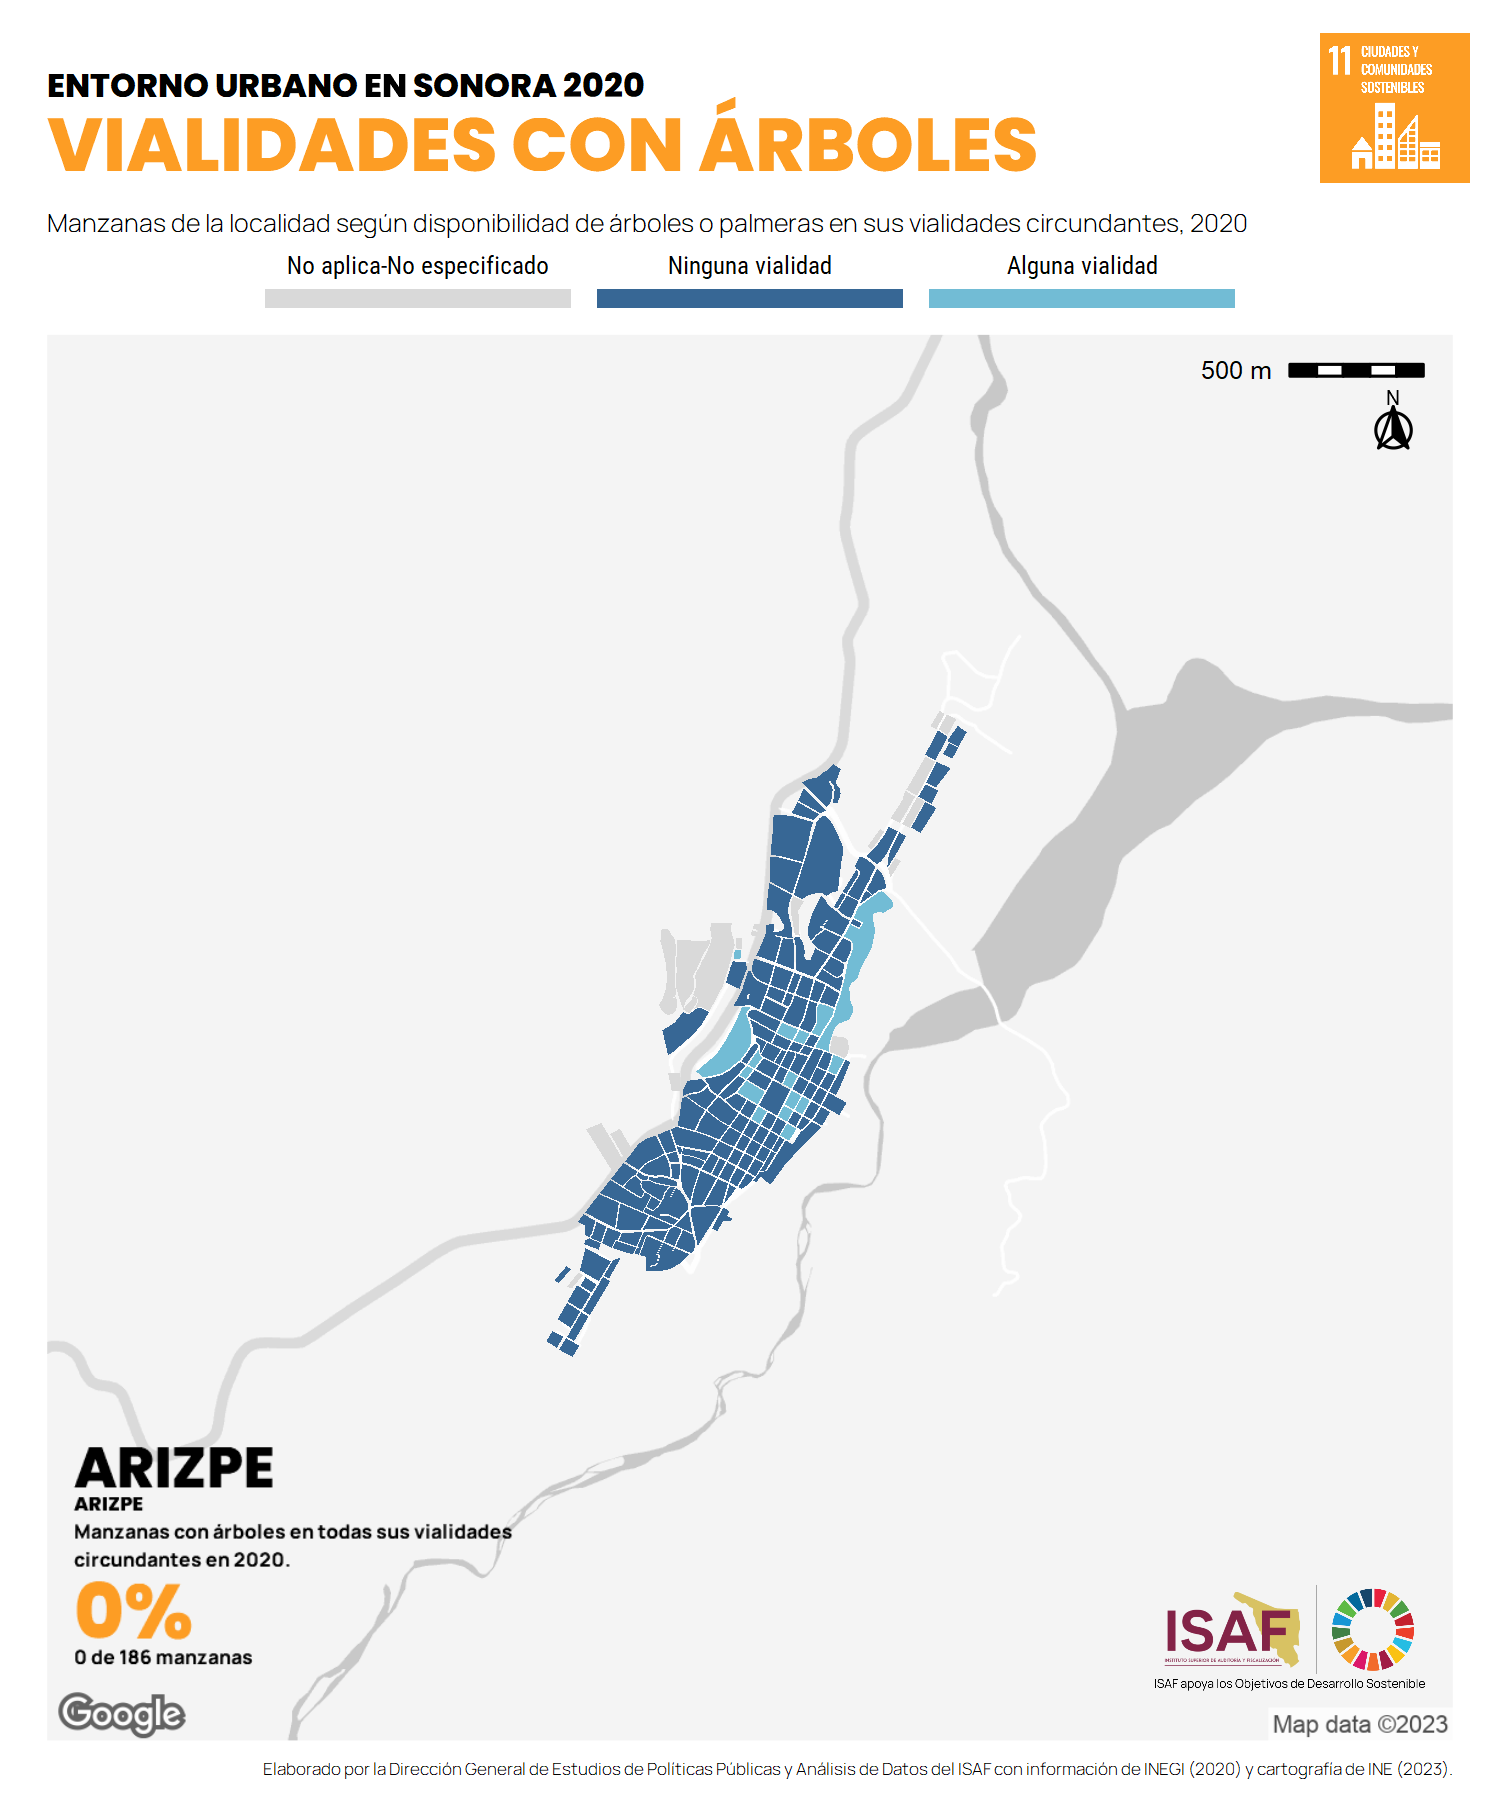 ENTORNO URBANO EN SONORA 2020
VIALIDADES CON ÁRBOLES
11 CIUDADES Y
COMUNIDADES
SOSTENIBLES
Manzanas de la localidad según disponibilidad de árboles o palmeras en sus vialidades circundantes, 2020
No aplica-No especificado
Ninguna vialidad
Alguna vialidad
500 m
N
ARIZPE
ARIZPE
Manzanas con árboles en todas sus vialidades
circundantes en 2020.
0%
0 de 186 manzanas
Google
ISAF
INSTITUTO SUPERIOR DE AUDITORÍA Y FISCALIZACIÓN
ISAF apoya los Objetivos de Desarrollo Sostenible
Map data ©2023
Elaborado por la Dirección General de Estudios de Políticas Públicas y Análisis de Datos del ISAF con información de INEGI (2020) y cartografía de INE (2023).